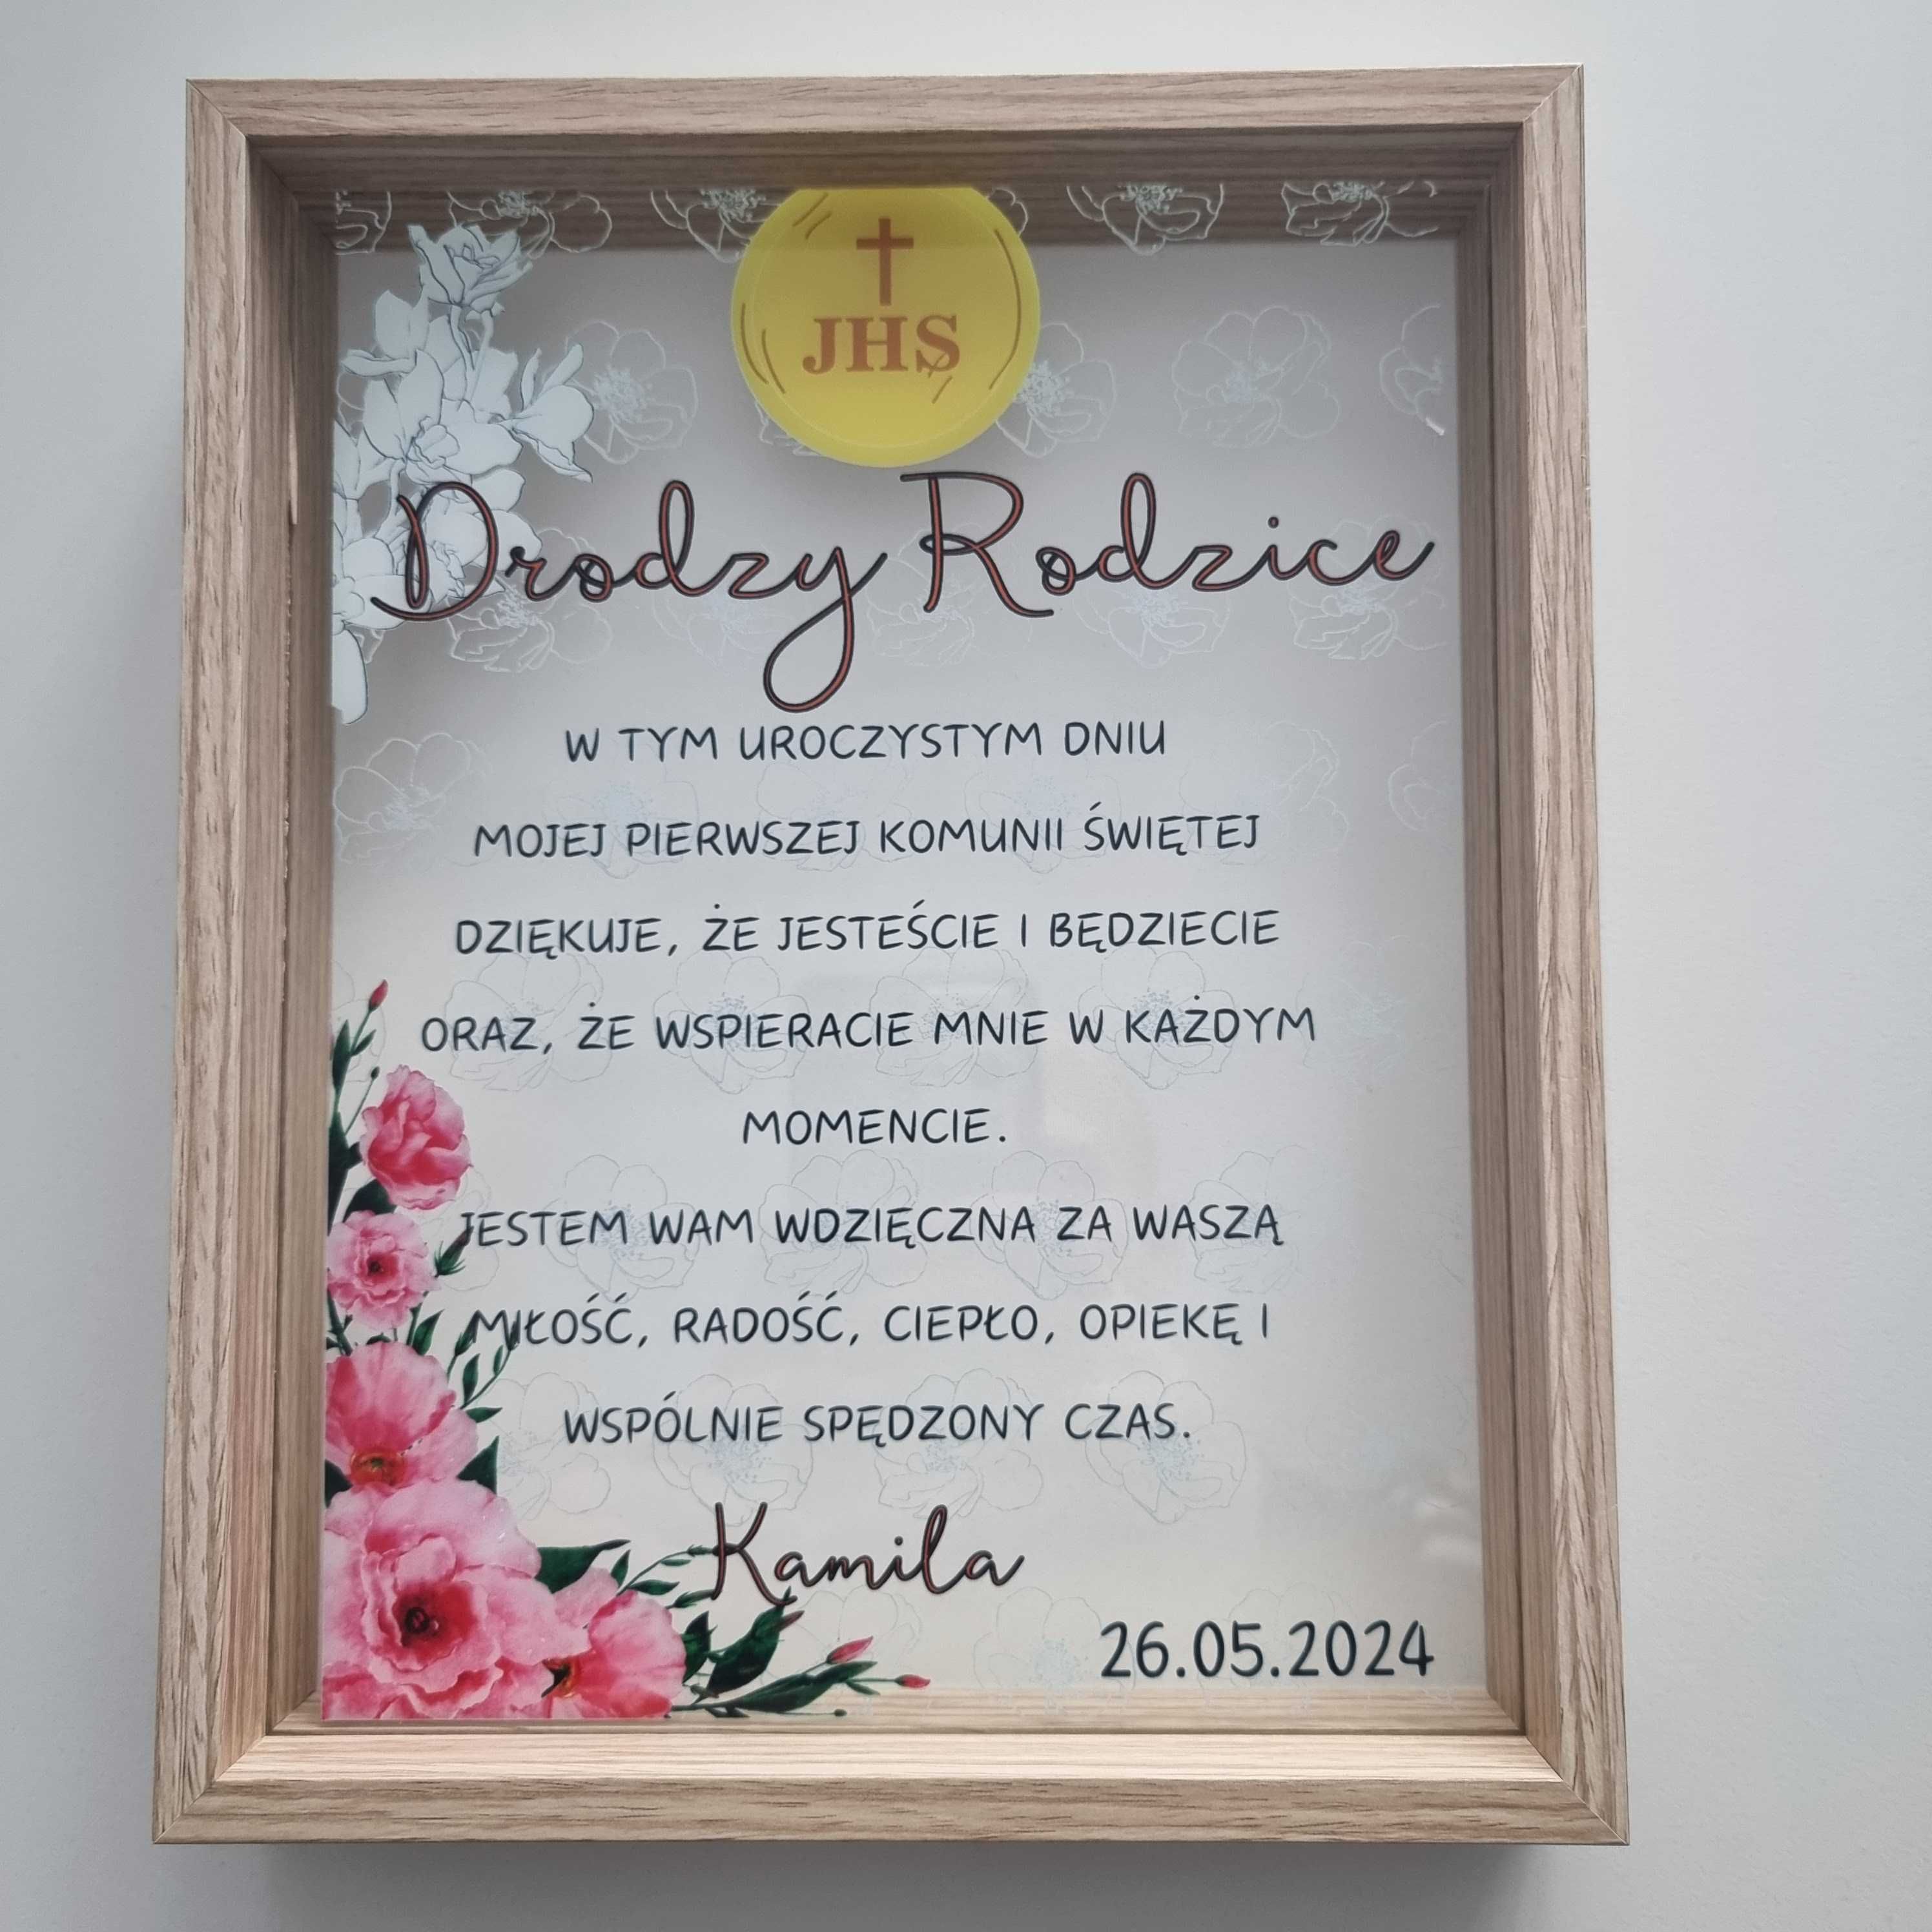 JHS
Drodzy Rodzice
W TYM UROCZYSTYM DNIU
MOJEJ PIERWSZEJ KOMUNII ŚWIĘTEJ
DZIĘKUJE, ŻE JESTEŚCIE I BĘDZIECIE
ORAZ, ŻE WSPIERACIE MNIE W KAŻDYM
MOMENCIE.
JESTEM WAM WDZIĘCZNA ZA WASZĄ
MIŁOŚĆ, RADOŚĆ, CIEPŁO, OPIEKĘ I
WSPÓLNIE SPĘDZONY CZAS.
Kamila
26.05.2024